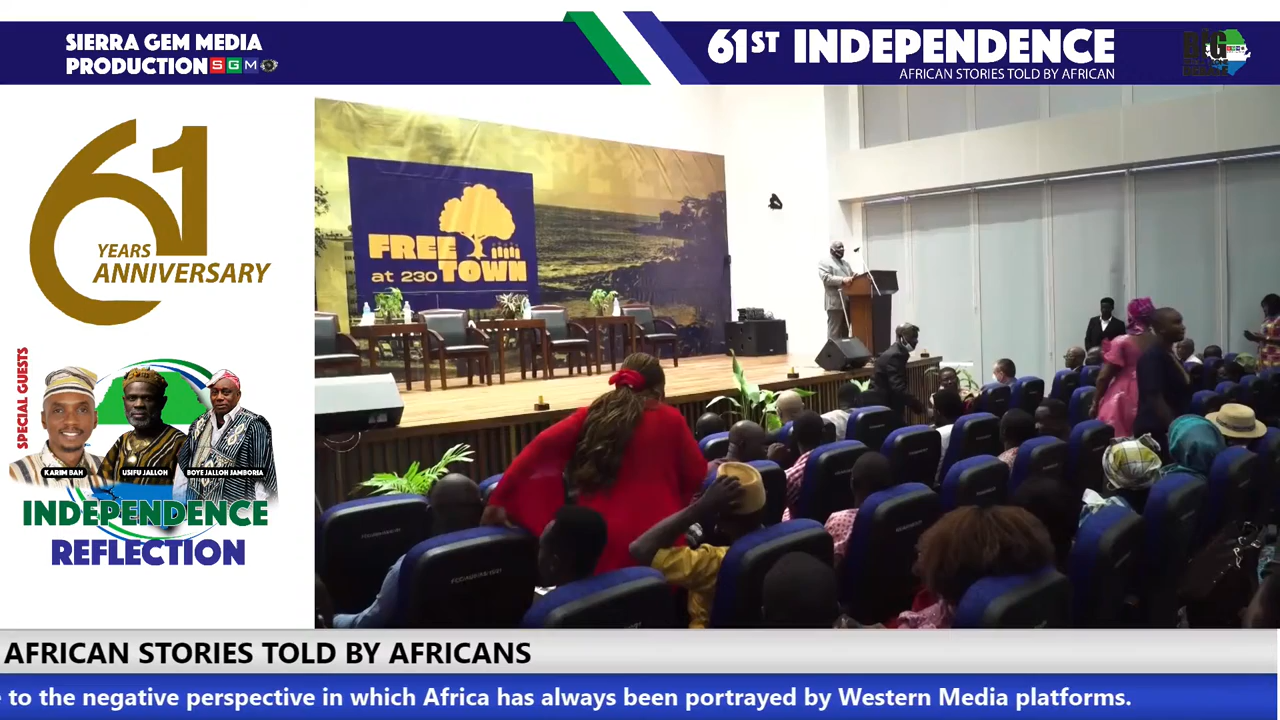 SIERRA GEM MEDIA
PRODUCTION SGM
61ST INDEPENDENCE
AFRICAN STORIES TOLD BY AFRICAN
BIG
61
YEARS
ANNIVERSARY
FREE
at 230 TOWN
SPECIAL GUESTS
KARIM BAH
USIFU JALLOH
BOYE JALLOH JAMBORIA
INDEPENDENCE
REFLECTION
AFRICAN STORIES TOLD BY AFRICANS
to the negative perspective in which Africa has always been portrayed by Western Media platforms.